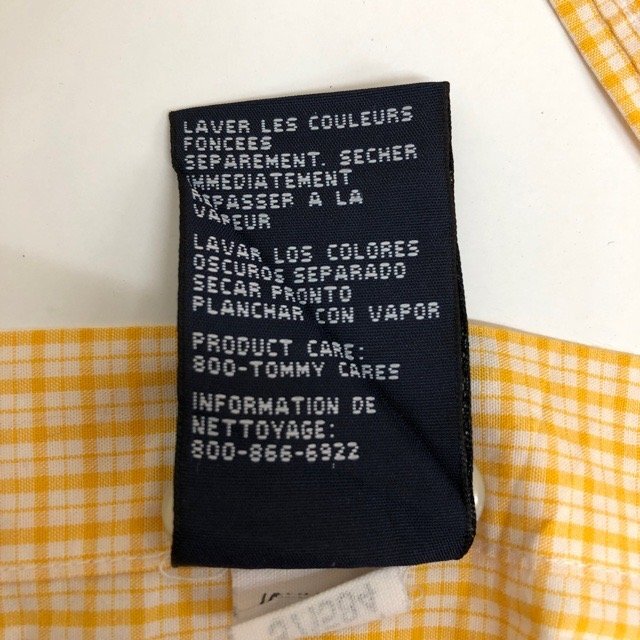 LAVER LES COULEURS
FONCEES
SEPAREMENT. SECHER
IMMEDIATEMENT
REPASSER A LA
VAPEUR
LAVAR LOS COLORES
OSCUROS SEPARADO
SECAR PRONTO
PLANCHAR CON VAPOR
PRODUCT CARE:
800-TOMMY CARES
INFORMATION DE
NETTOYAGE:
800-866-6922